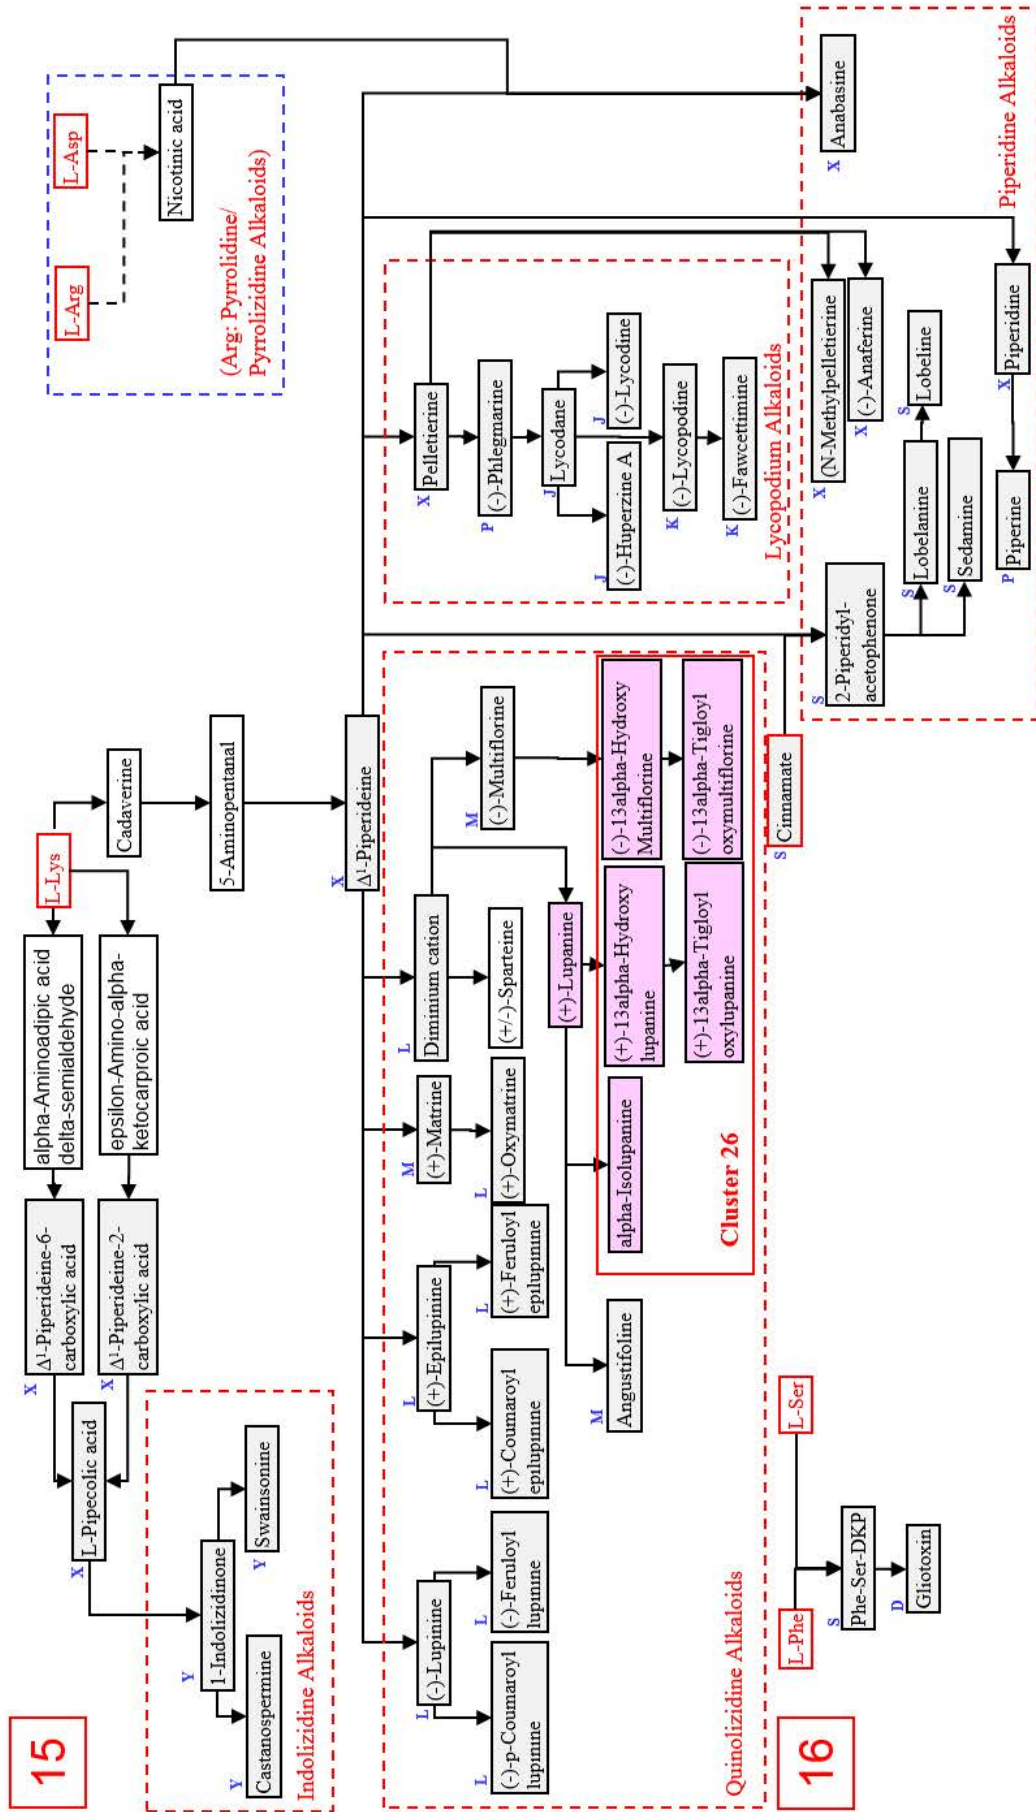 15
L-Lys
alpha-Aminoadipic acid
delta-semialdehyde
epsilon-Amino-alpha-
ketocarproic acid
Cadaverine
5-Aminopentanal
X
Δ¹-Piperideine
X
Δ¹-Piperideine-6-
carboxylic acid
X
Δ¹-Piperideine-2-
carboxylic acid
X
L-Pipecolic acid
Y
1-Indolizidinone
Y
Castanospermine
Y
Swainsonine
Indolizidine Alkaloids
L-Arg
L-Asp
Nicotinic acid
(Arg: Pyrrolidine/
Pyrrolizidine Alkaloids)
L
(-)-Lupinine
L
(-)-p-Coumaroyl
lupinine
L
(-)-Feruloyl
lupinine
L
(+)-Epilupinine
L
(+)-Coumaroyl
epilupinine
L
(+)-Feruloyl
epilupinine
M
(+)-Matrine
L
(+)-Oxymatrine
L
Diminium cation
(+/-)-Sparteine
M
(-)-Multiflorine
(+)-Lupanine
M
Angustifoline
alpha-Isolupanine
(+)-13alpha-Hydroxy
lupanine
(-)-13alpha-Hydroxy
Multiflorine
(+)-13alpha-Tigloyl
oxylupanine
(-)-13alpha-Tigloyl
oxymultiflorine
Cluster 26
Quinolizidine Alkaloids
X
Pelletierine
P
(-)-Phlegmarine
J
Lycodane
J
(-)-Huperzine A
J
(-)-Lycodine
K
(-)-Lycopodine
K
(-)-Fawcettimine
Lycopodium Alkaloids
S
Cinnamate
S
2-Piperidyl-
acetophenone
S
Lobelanine
S
Lobeline
S
Sedamine
X
(N-Methylpelletierine
X
(-)-Anaferine
X
Anabasine
X
Piperidine
P
Piperine
Piperidine Alkaloids
16
L-Phe
L-Ser
S
Phe-Ser-DKP
D
Gliotoxin